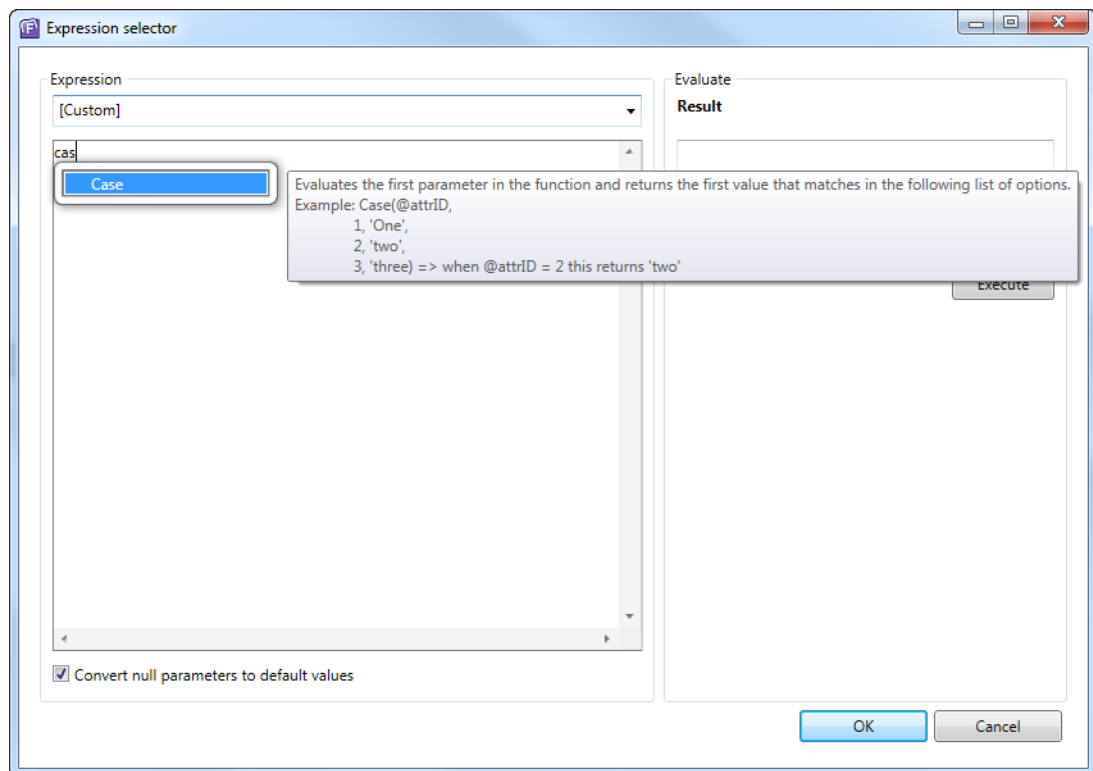 Expression selector
Expression
Evaluate
[Custom]
Result
cas
Case
Evaluates the first parameter in the function and returns the first value that matches in the following list of options.
Example: Case(@attrID,
1, 'One',
2, 'two',
3, 'three) => when @attrID = 2 this returns 'two'
Execute
Convert null parameters to default values
OK
Cancel